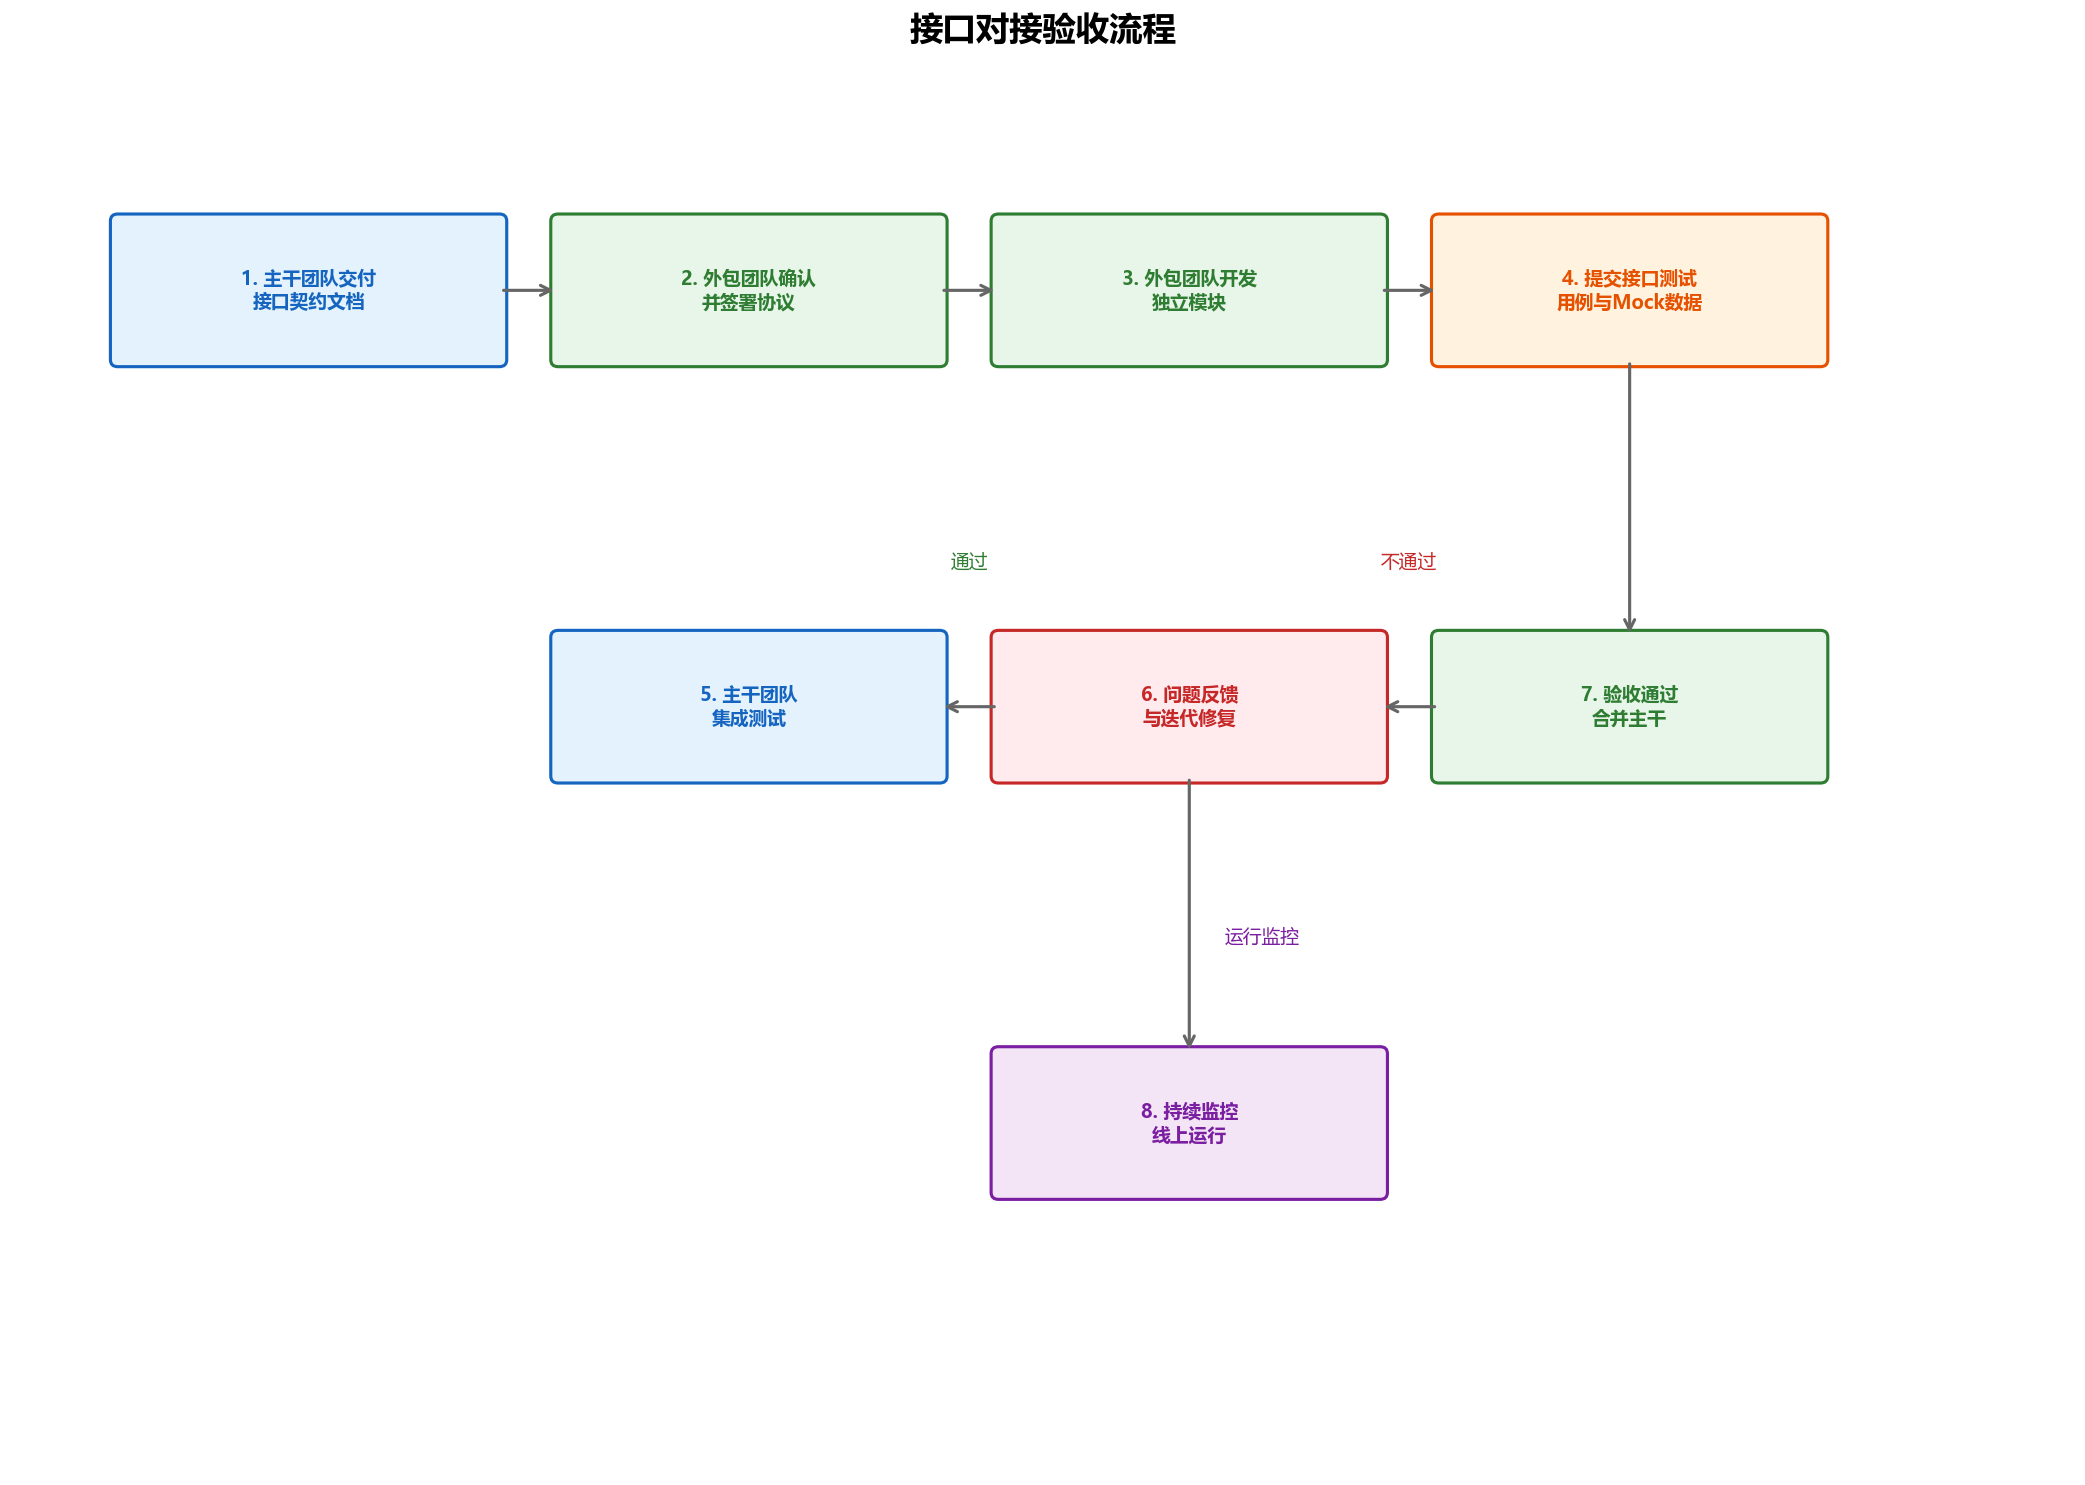 接口对接验收流程
1. 主干团队交付
接口契约文档
2. 外包团队确认
并签署协议
3. 外包团队开发
独立模块
4. 提交接口测试
用例与Mock数据
通过
不通过
5. 主干团队
集成测试
6. 问题反馈
与迭代修复
7. 验收通过
合并主干
运行监控
8. 持续监控
线上运行